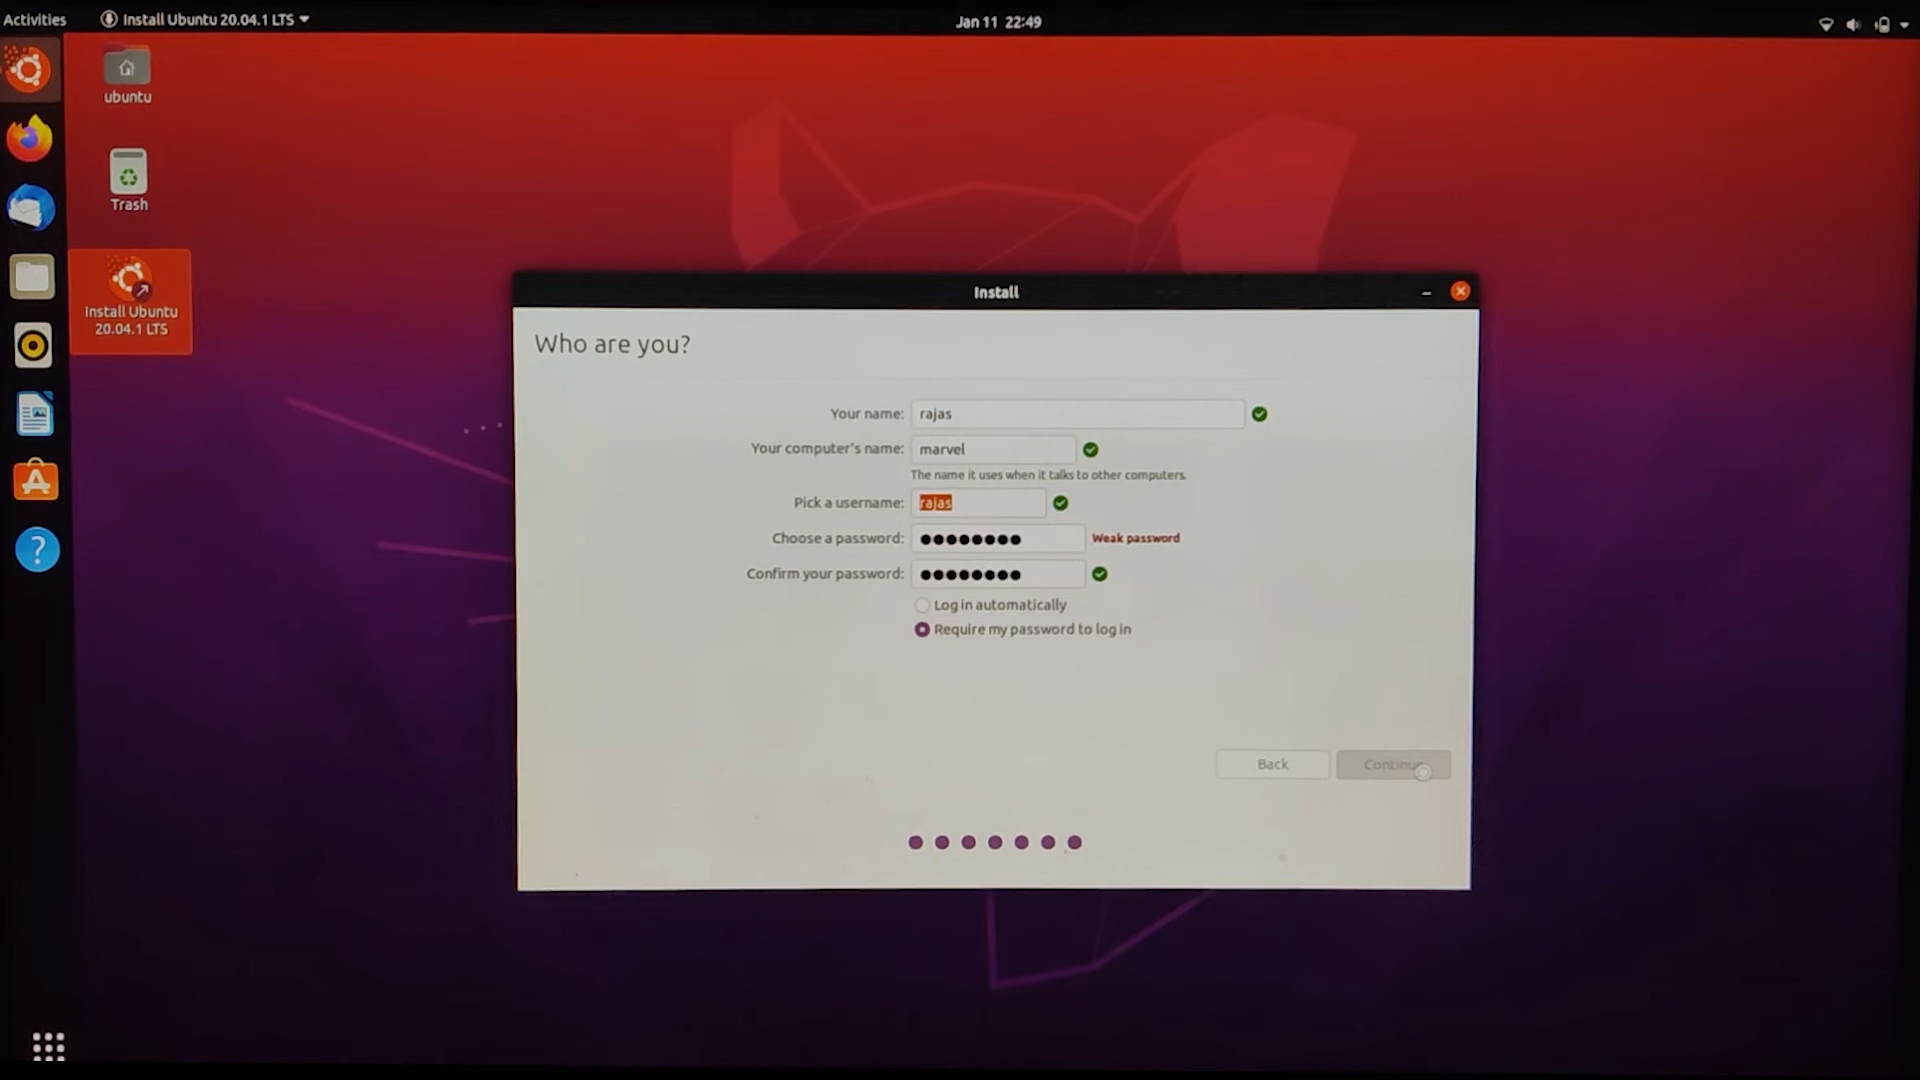 Activities
Install Ubuntu 20.04.1 LTS
Jan 11 22:49
ubuntu
Trash
Install Ubuntu
20.04.1 LTS
Install
Who are you?
Your name: rajas
Your computer's name: marvel
The name it uses when it talks to other computers.
Pick a username: rajas
Choose a password: ●●●●●●●● Weak password
Confirm your password: ●●●●●●●●
Log in automatically
Require my password to log in
Back
Continue